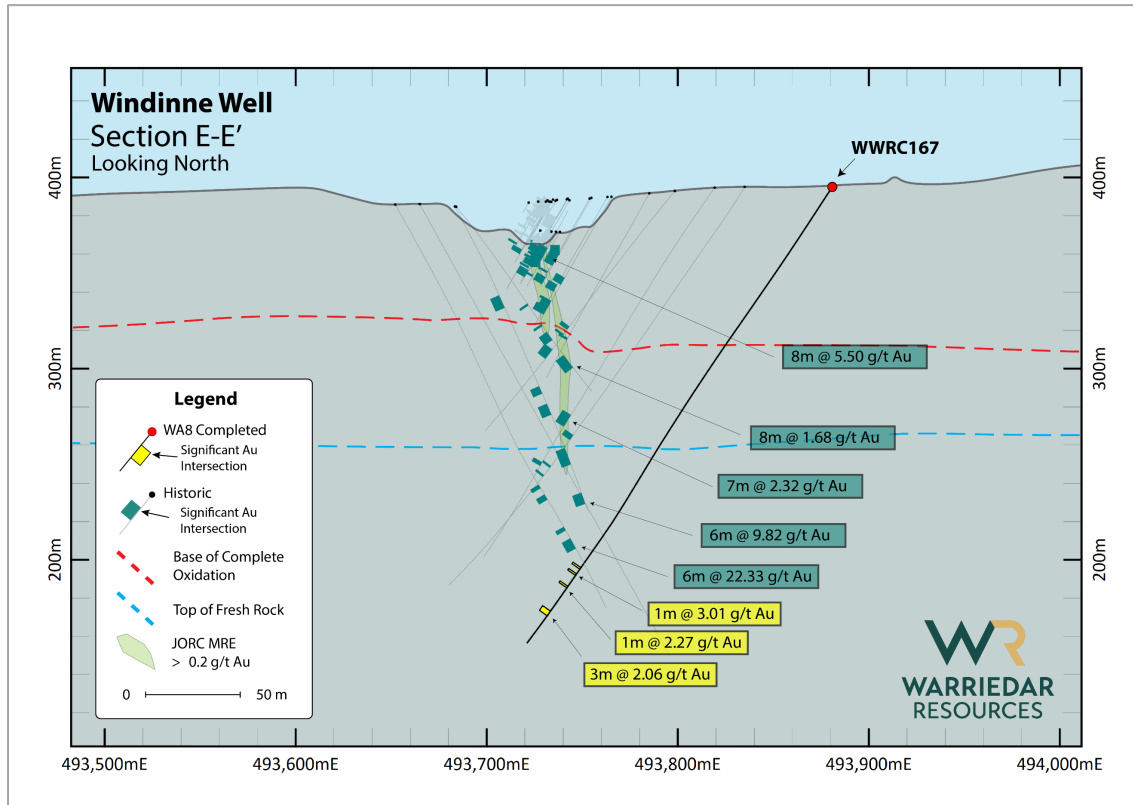 Windinne Well
Section E-E’
Looking North
WWRC167
400m
300m
200m
400m
300m
200m
8m @ 5.50 g/t Au
8m @ 1.68 g/t Au
7m @ 2.32 g/t Au
6m @ 9.82 g/t Au
6m @ 22.33 g/t Au
1m @ 3.01 g/t Au
1m @ 2.27 g/t Au
3m @ 2.06 g/t Au
Legend
WA8 Completed
Significant Au
Intersection
Historic
Significant Au
Intersection
Base of Complete
Oxidation
Top of Fresh Rock
JORC MRE
> 0.2 g/t Au
0 50 m
WR
WARRIEDAR
RESOURCES
493,500mE 493,600mE 493,700mE 493,800mE 493,900mE 494,000mE